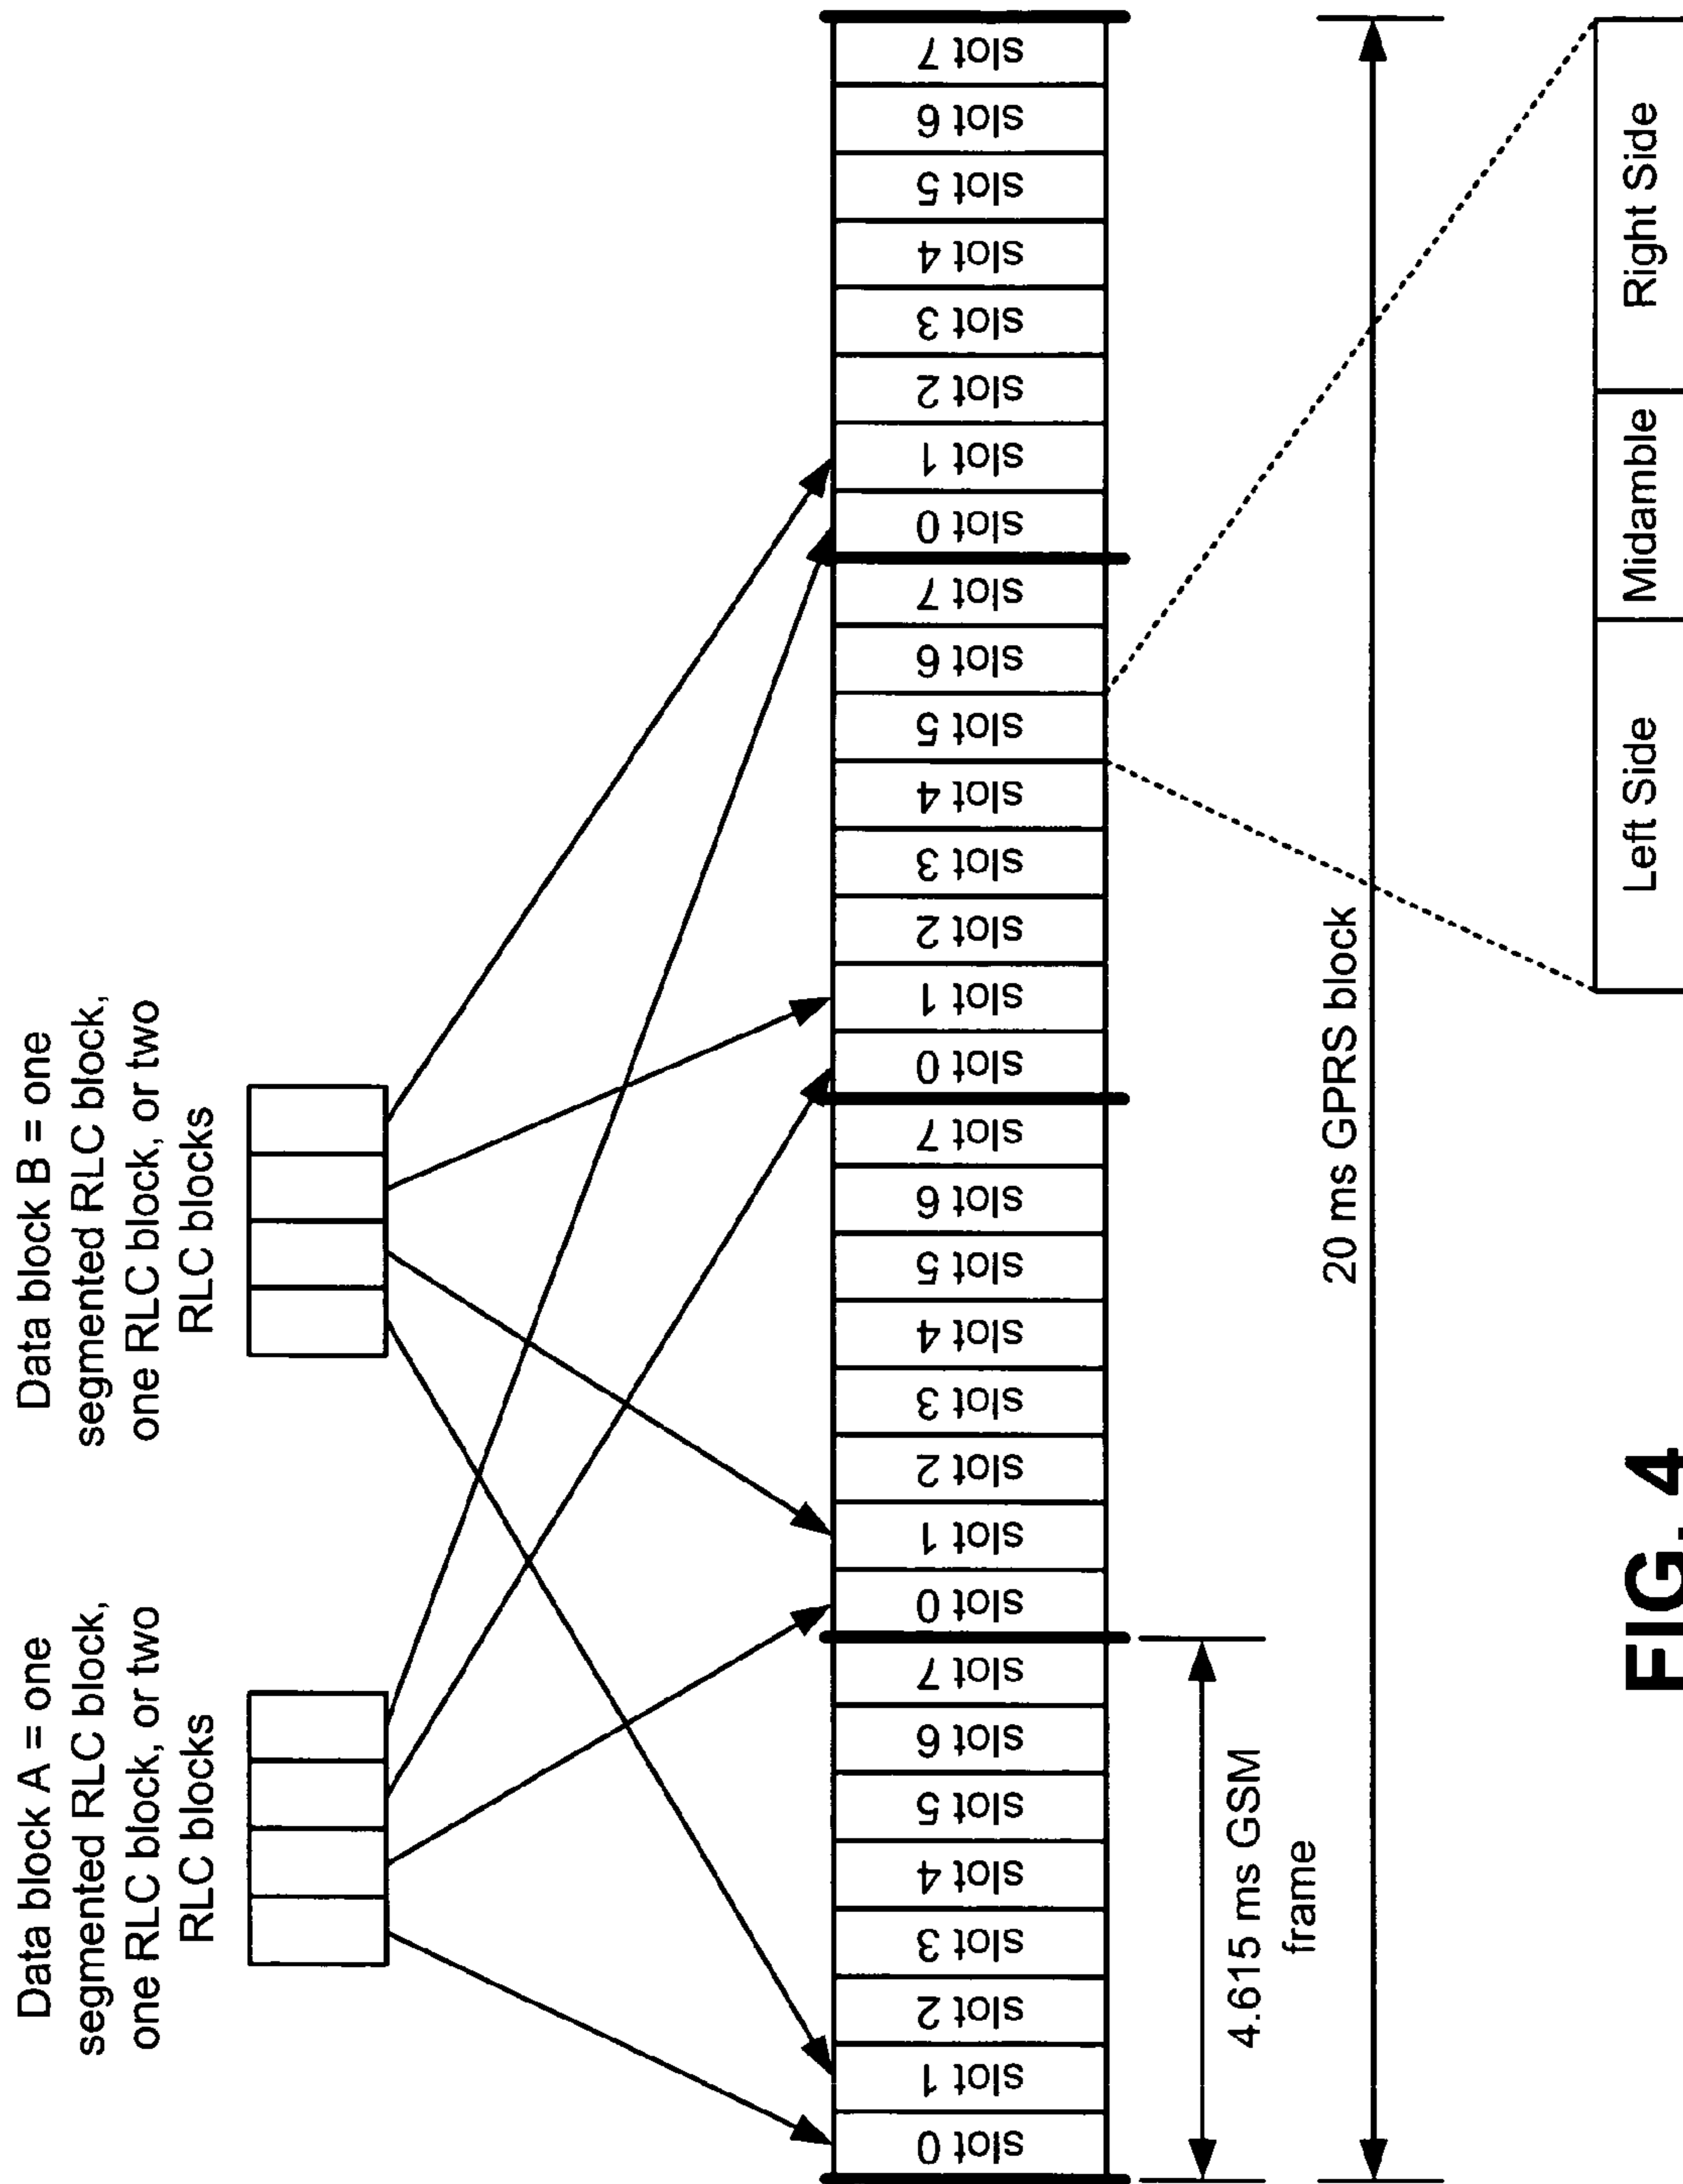 Data block A = one
segmented RLC block,
one RLC block, or two
RLC blocks
Data block B = one
segmented RLC block,
one RLC block, or two
RLC blocks
slot 0
slot 1
slot 2
slot 3
slot 4
slot 5
slot 6
slot 7
slot 0
slot 1
slot 2
slot 3
slot 4
slot 5
slot 6
slot 7
slot 0
slot 1
slot 2
slot 3
slot 4
slot 5
slot 6
slot 7
slot 0
slot 1
slot 2
slot 3
slot 4
slot 5
slot 6
slot 7
4.615 ms GSM
frame
20 ms GPRS block
Left Side
Midamble
Right Side
FIG. 4